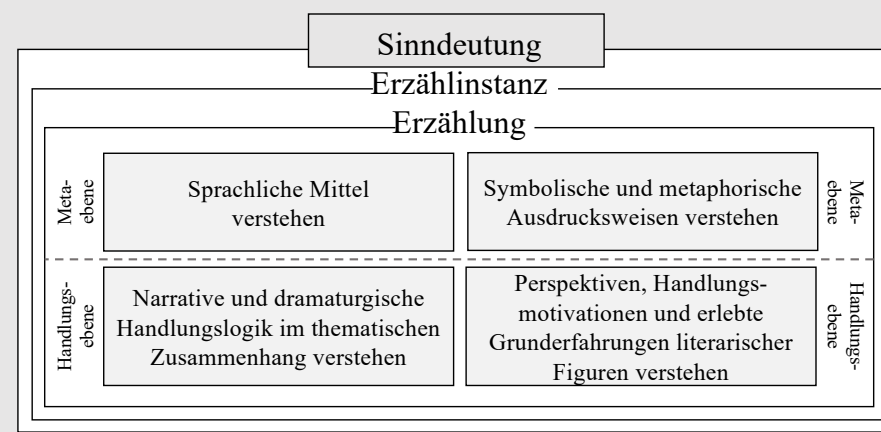 Sinndeutung
Erzählinstanz
Erzählung
Meta-
ebene
Sprachliche Mittel
verstehen
Symbolische und metaphorische
Ausdrucksweisen verstehen
Meta-
ebene
Handlungs-
ebene
Narrative und dramaturgische
Handlungslogik im thematischen
Zusammenhang verstehen
Perspektiven, Handlungs-
motivationen und erlebte
Grunderfahrungen literarischer
Figuren verstehen
Handlungs-
ebene